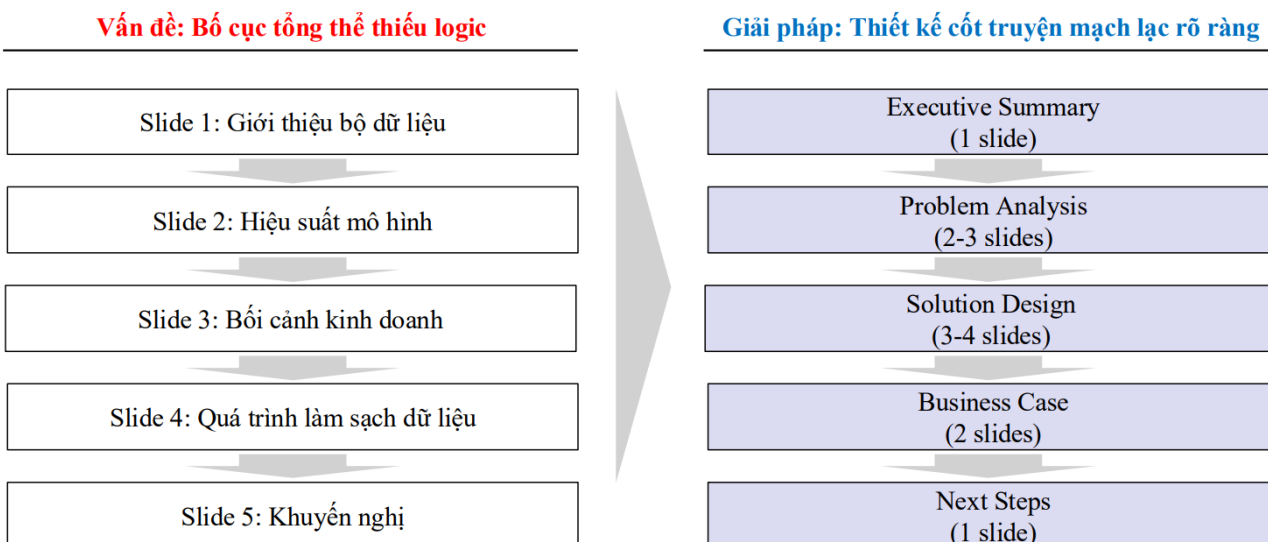 Vấn đề: Bố cục tổng thể thiếu logic
Slide 1: Giới thiệu bộ dữ liệu
Slide 2: Hiệu suất mô hình
Slide 3: Bối cảnh kinh doanh
Slide 4: Quá trình làm sạch dữ liệu
Slide 5: Khuyến nghị
Giải pháp: Thiết kế cốt truyện mạch lạc rõ ràng
Executive Summary
(1 slide)
Problem Analysis
(2-3 slides)
Solution Design
(3-4 slides)
Business Case
(2 slides)
Next Steps
(1 slide)